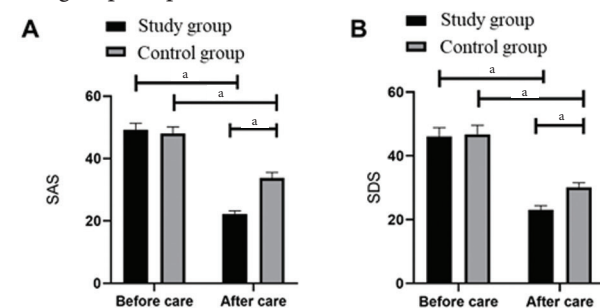 A
Study group
Control group
a
a
a
60
40
20
0
SAS
Before care
After care
B
Study group
Control group
a
a
a
60
40
20
0
SDS
Before care
After care